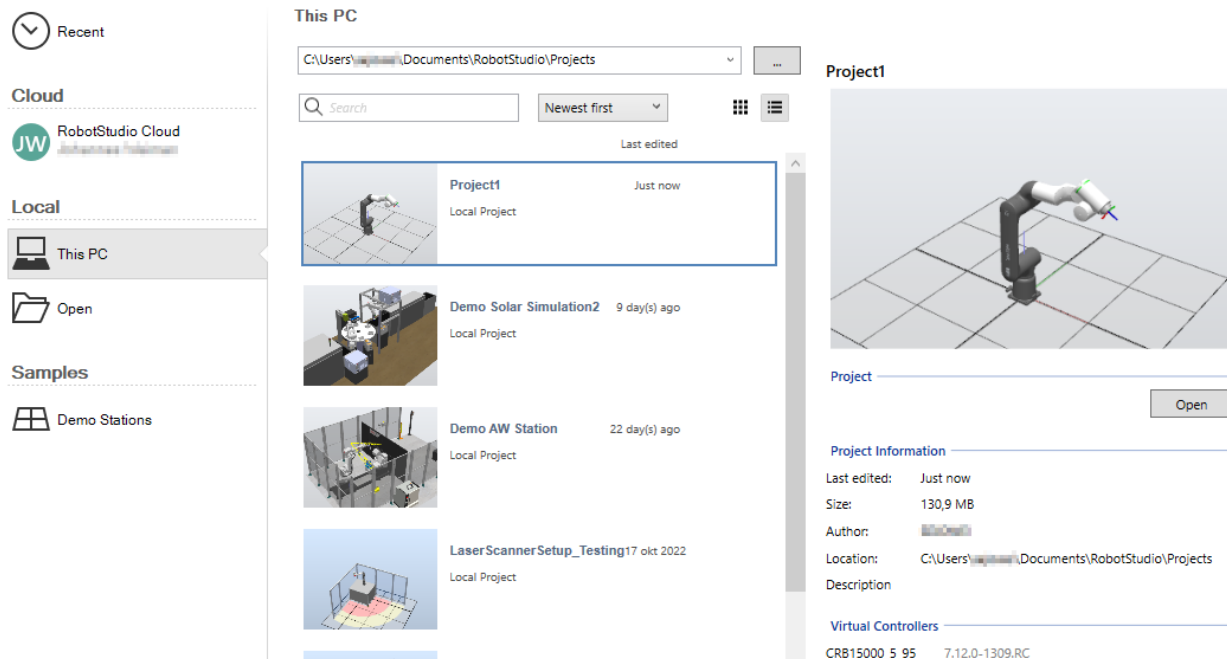 Recent
Cloud
JW
RobotStudio Cloud
Local
This PC
Open
Samples
Demo Stations
This PC
C:\Users\ \Documents\RobotStudio\Projects
...
Search
Newest first
Last edited
Project1
Just now
Local Project
Demo Solar Simulation2
9 day(s) ago
Local Project
Demo AW Station
22 day(s) ago
Local Project
LaserScannerSetup_Testing
17 okt 2022
Local Project
Project1
Project
Open
Project Information
Last edited: Just now
Size: 130,9 MB
Author:
Location: C:\Users\ \Documents\RobotStudio\Projects
Description
Virtual Controllers
CRB15000_5_95 7.12.0-1309.RC